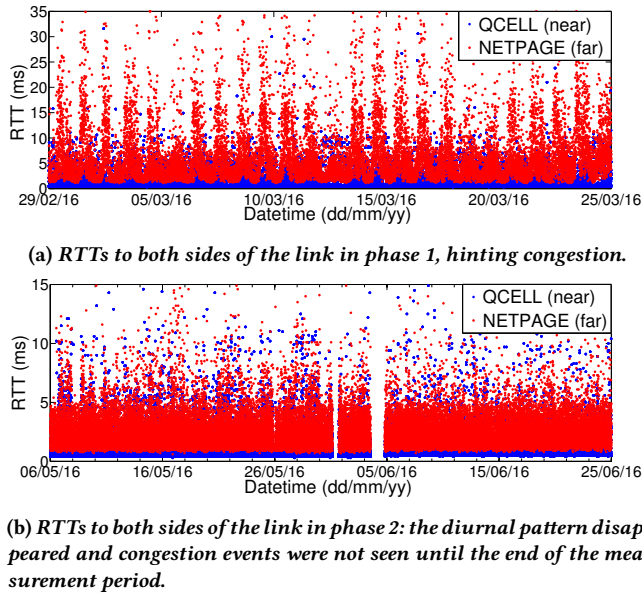 35
30
25
20
15
10
5
0
RTT (ms)
QCELL (near)
NETPAGE (far)
29/02/16 05/03/16 10/03/16 15/03/16 20/03/16 25/03/16
Datetime (dd/mm/yy)
(a) RTTs to both sides of the link in phase 1, hinting congestion.
15
10
5
0
RTT (ms)
QCELL (near)
NETPAGE (far)
06/05/16 16/05/16 26/05/16 05/06/16 15/06/16 25/06/16
Datetime (dd/mm/yy)
(b) RTTs to both sides of the link in phase 2: the diurnal pattern disap
peared and congestion events were not seen until the end of the mea
surement period.